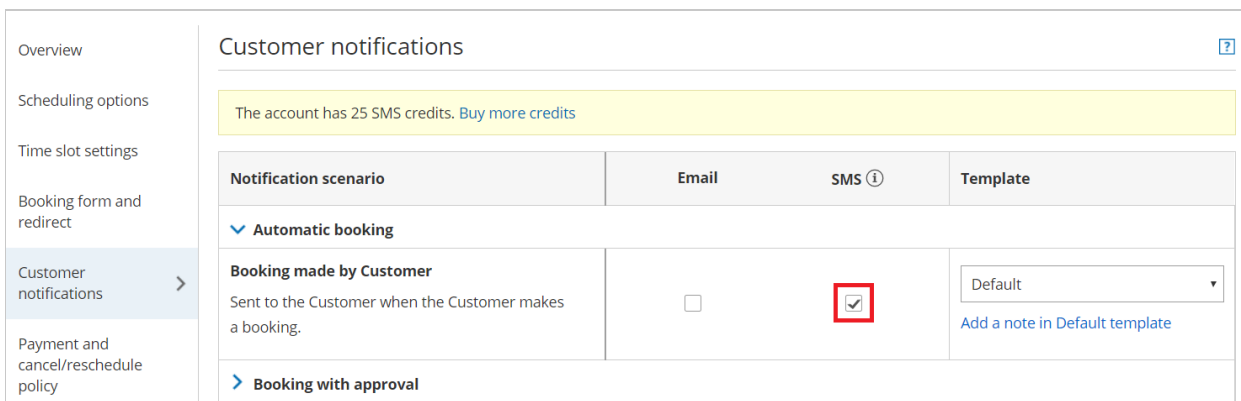 Overview
Scheduling options
Time slot settings
Booking form and
redirect
Customer
notifications
Payment and
cancel/reschedule
policy
Customer notifications
?
The account has 25 SMS credits. Buy more credits
Notification scenario Email SMS i Template
Automatic booking
Booking made by Customer
Sent to the Customer when the Customer makes
a booking.
Default
Add a note in Default template
Booking with approval